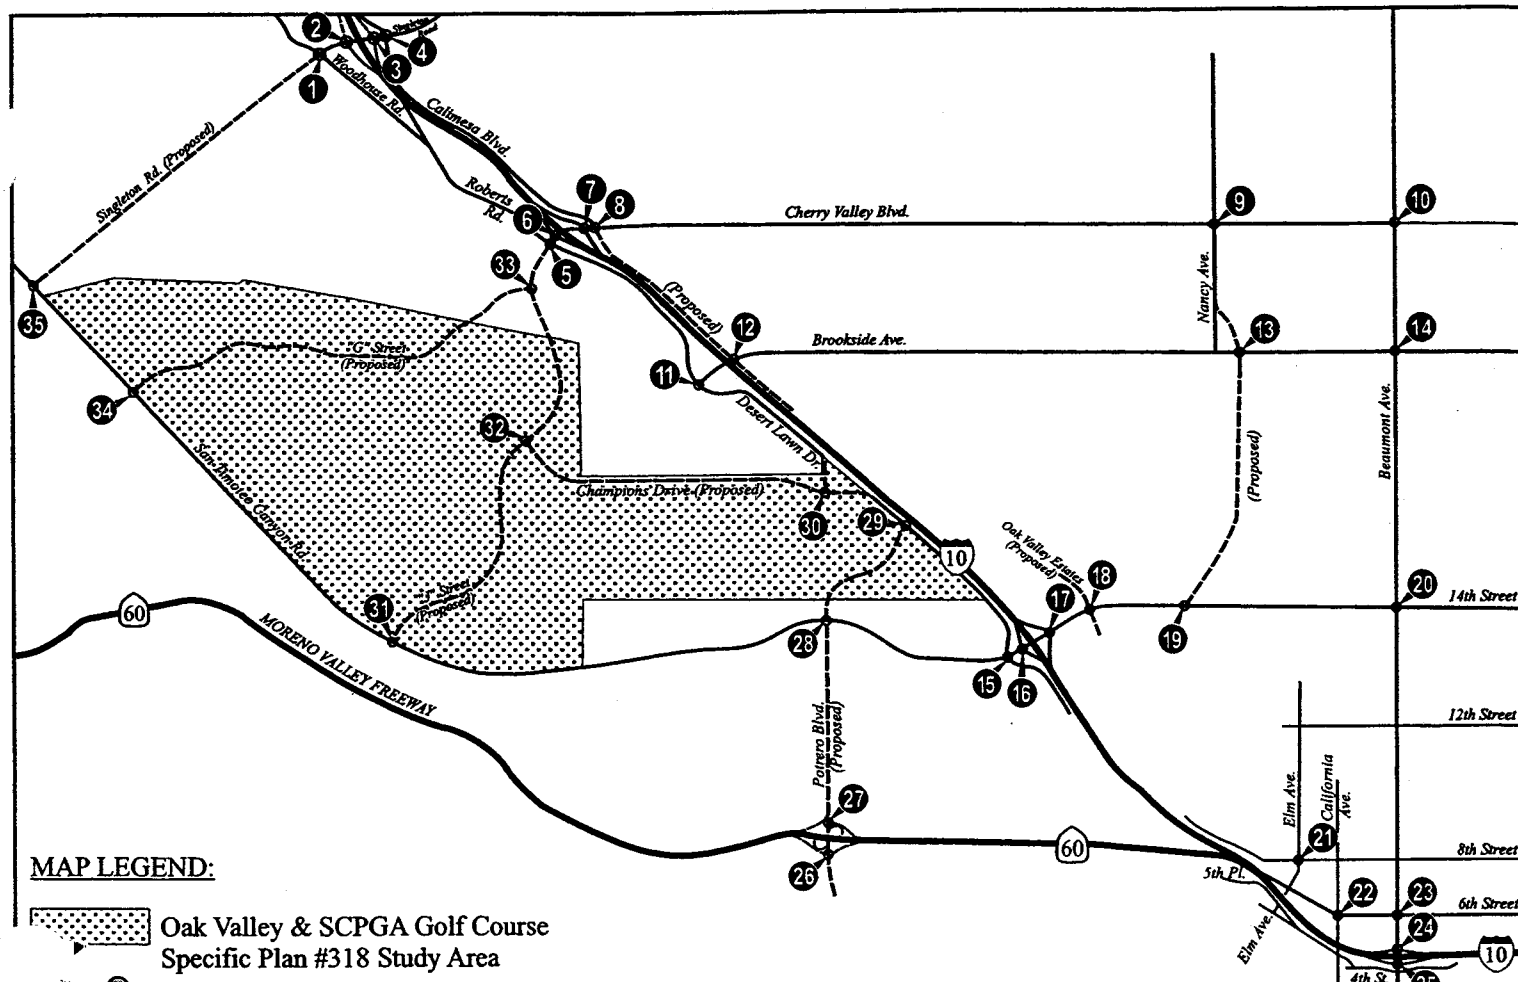 2
4
3
1
Woodhouse Rd.
Calimesa Blvd.
Singleton Rd. (Proposed)
Roberts
Rd.
7
8
6
5
Cherry Valley Blvd.
9
10
33
35
Nancy Ave.
(Proposed)
12
Brookside Ave.
13
14
"G" Street
(Proposed)
11
34
Desert Lawn Dr.
Beaumont Ave.
32
San Timoteo Canyon Rd.
Champions Drive (Proposed)
(Proposed)
30
29
10
Oak Valley Estates
(Proposed)
18
17
20
14th Street
60
31
"J" Street
(Proposed)
28
19
15
16
MORENO VALLEY FREEWAY
12th Street
Potrero Blvd.
(Proposed)
Elm Ave.
California
Ave.
27
26
60
21
8th Street
5th Pl.
22
23
6th Street
24
Elm Ave.
10
4th St.
25
MAP LEGEND:
Oak Valley & SCPGA Golf Course
Specific Plan #318 Study Area